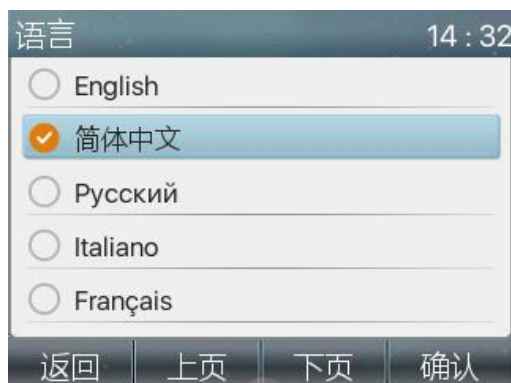 语言 14 : 32
English
简体中文
Русский
Italiano
Français
返回 上页 下页 确认